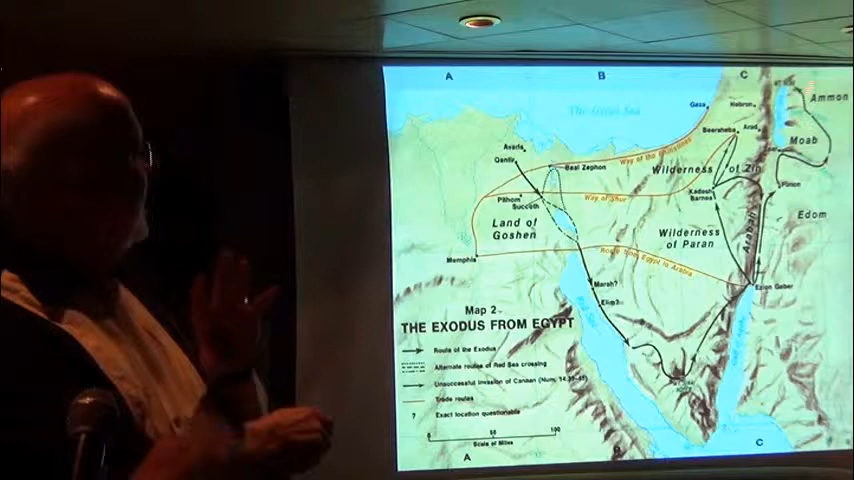 A
B
C
The Great Sea
Gaza
Hebron
Ammon
Beersheba
Arad
Moab
Avaris
Qantir
Baal Zephon
Way of the Philistines
Wilderness
of Zin
Punon
Pithom
Succoth
Way of Shur
Kadesh
Barnea
Edom
Land of
Goshen
Wilderness
of Paran
Arabah
Memphis
Route from Egypt to Arabia
Marah?
Elim?
Ezion Geber
Red Sea
Map 2
THE EXODUS FROM EGYPT
Route of the Exodus
Alternate routes of Red Sea crossing
Unsuccessful invasion of Canaan (Num. 14:39-45)
Trade routes
? Exact location questionable
0 50 100
Scale of Miles
A
B
C